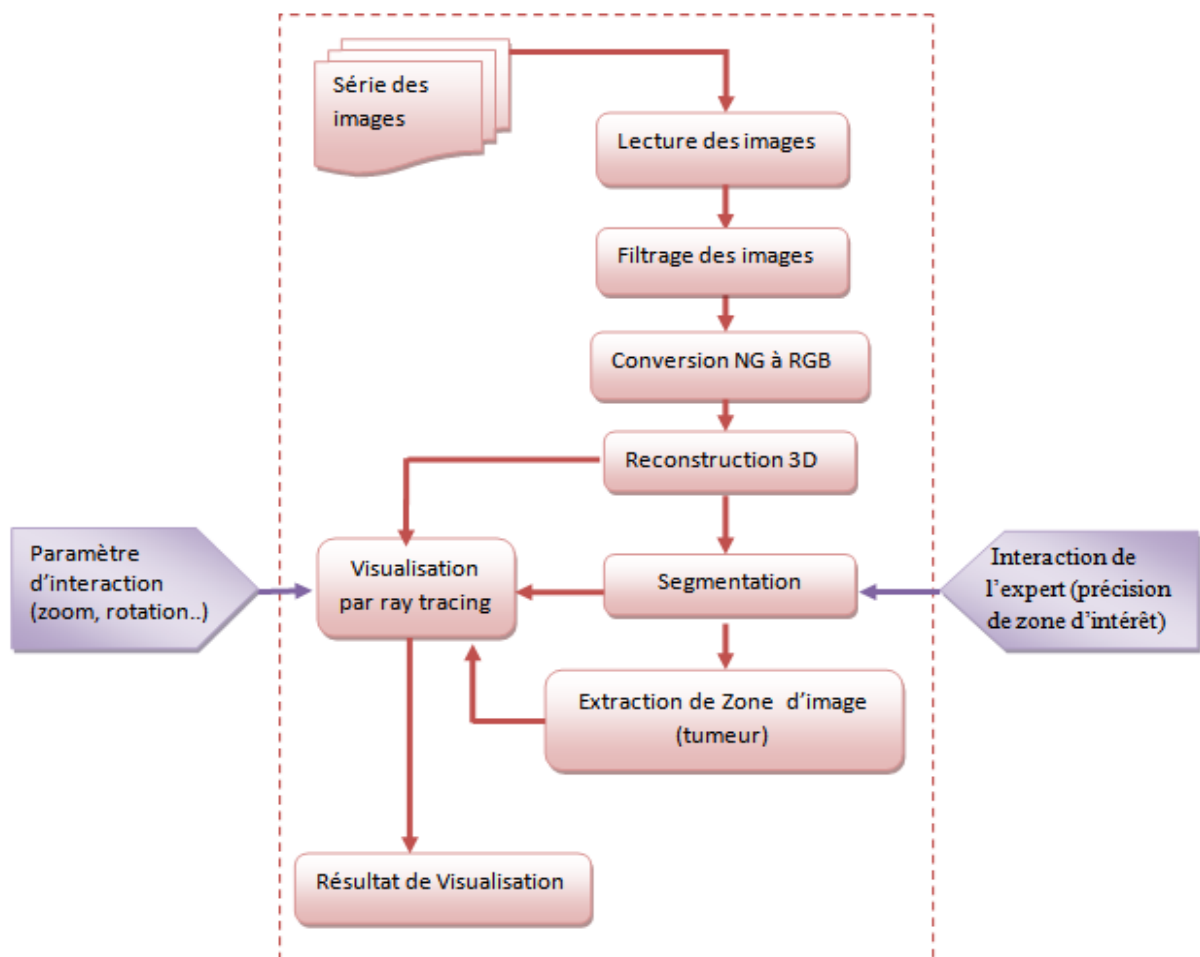 Série des
images
Lecture des images
Filtrage des images
Conversion NG à RGB
Reconstruction 3D
Paramètre
d’interaction
(zoom, rotation..)
Visualisation
par ray tracing
Segmentation
Interaction de
l’expert (précision
de zone d’intérêt)
Extraction de Zone d’image
(tumeur)
Résultat de Visualisation